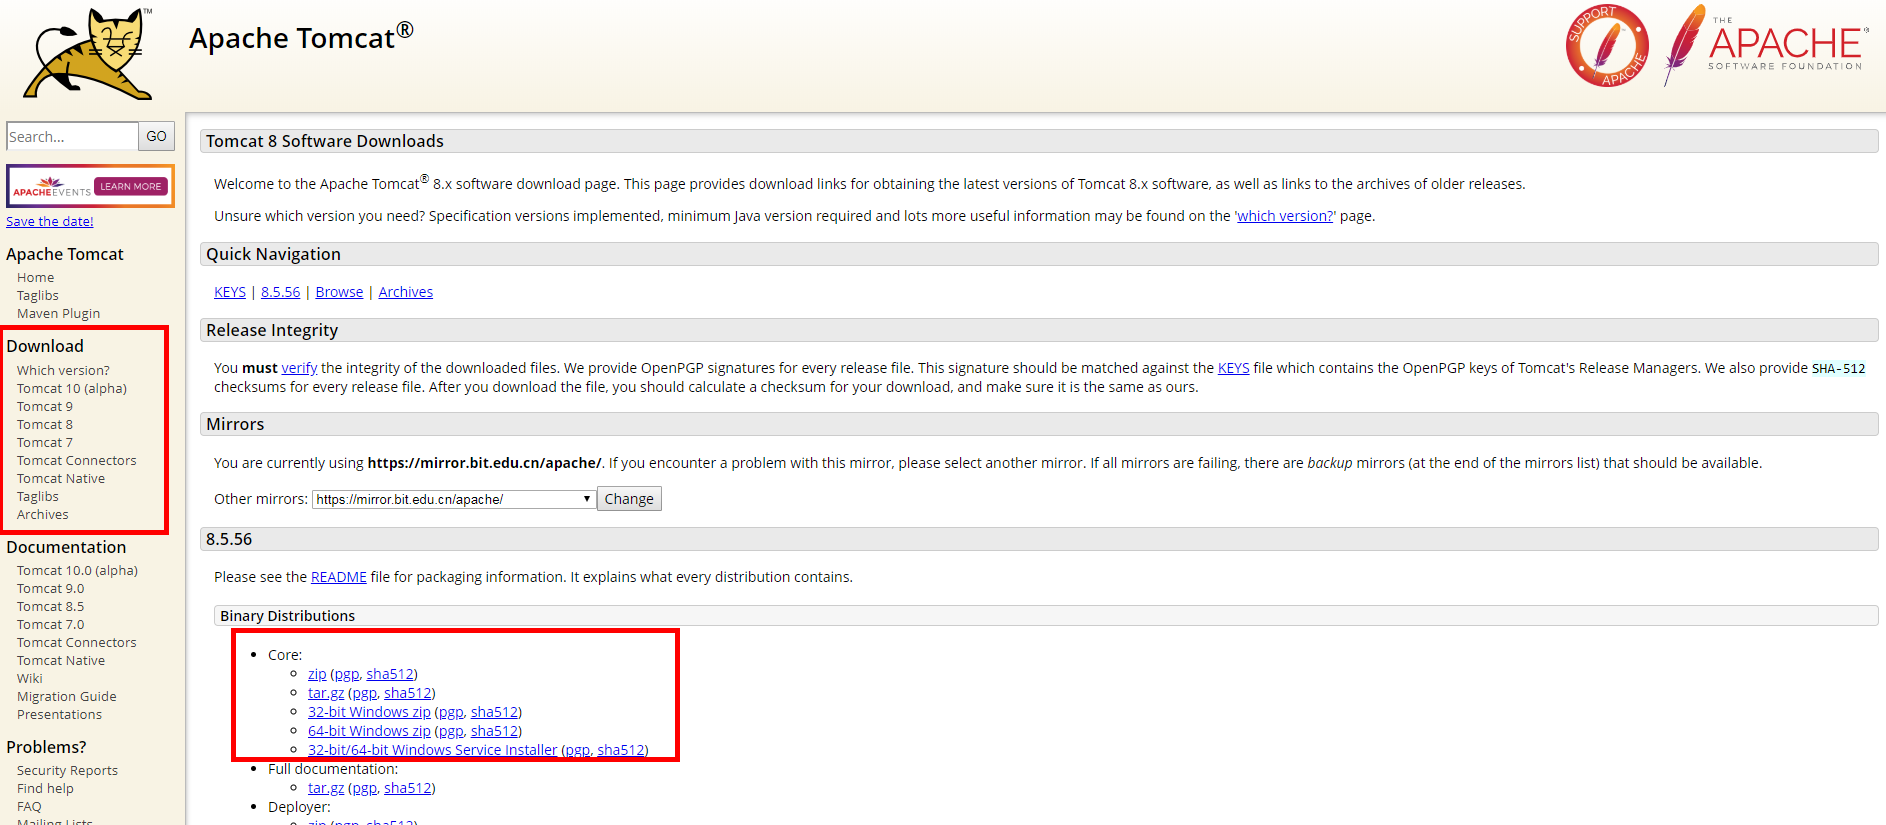 TM
Apache Tomcat®
SUPPORT
APACHE
THE
APACHE
SOFTWARE FOUNDATION
Search...
GO
APACHEEVENTS LEARN MORE
Save the date!
Apache Tomcat
Home
Taglibs
Maven Plugin
Download
Which version?
Tomcat 10 (alpha)
Tomcat 9
Tomcat 8
Tomcat 7
Tomcat Connectors
Tomcat Native
Taglibs
Archives
Documentation
Tomcat 10.0 (alpha)
Tomcat 9.0
Tomcat 8.5
Tomcat 7.0
Tomcat Connectors
Tomcat Native
Wiki
Migration Guide
Presentations
Problems?
Security Reports
Find help
FAQ
Mailing Lists
Tomcat 8 Software Downloads
Welcome to the Apache Tomcat® 8.x software download page. This page provides download links for obtaining the latest versions of Tomcat 8.x software, as well as links to the archives of older releases.
Unsure which version you need? Specification versions implemented, minimum Java version required and lots more useful information may be found on the 'which version?' page.
Quick Navigation
KEYS | 8.5.56 | Browse | Archives
Release Integrity
You must verify the integrity of the downloaded files. We provide OpenPGP signatures for every release file. This signature should be matched against the KEYS file which contains the OpenPGP keys of Tomcat's Release Managers. We also provide SHA-512
checksums for every release file. After you download the file, you should calculate a checksum for your download, and make sure it is the same as ours.
Mirrors
You are currently using https://mirror.bit.edu.cn/apache/. If you encounter a problem with this mirror, please select another mirror. If all mirrors are failing, there are backup mirrors (at the end of the mirrors list) that should be available.
Other mirrors: https://mirror.bit.edu.cn/apache/ Change
8.5.56
Please see the README file for packaging information. It explains what every distribution contains.
Binary Distributions
Core:
zip (pgp, sha512)
tar.gz (pgp, sha512)
32-bit Windows zip (pgp, sha512)
64-bit Windows zip (pgp, sha512)
32-bit/64-bit Windows Service Installer (pgp, sha512)
Full documentation:
tar.gz (pgp, sha512)
Deployer:
zip (pgp, sha512)